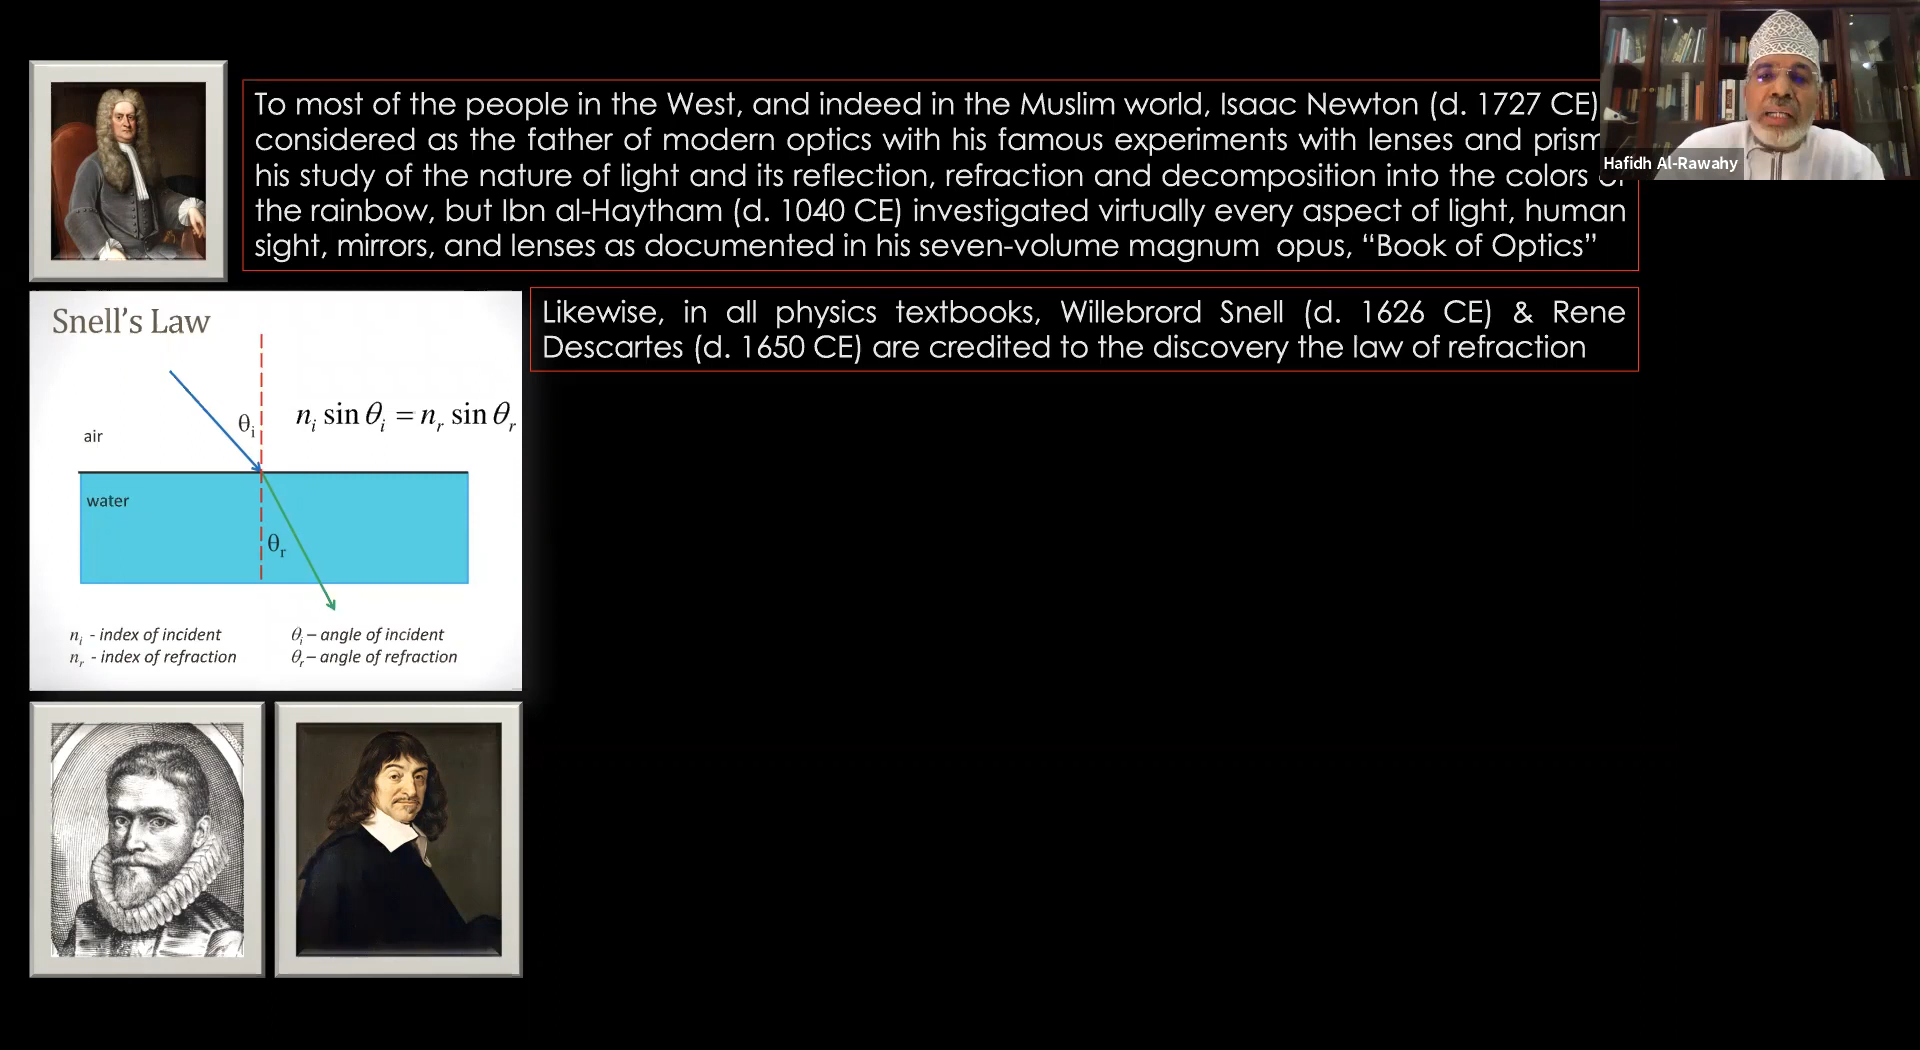 To most of the people in the West, and indeed in the Muslim world, Isaac Newton (d. 1727 CE)
considered as the father of modern optics with his famous experiments with lenses and prism
his study of the nature of light and its reflection, refraction and decomposition into the colors of
the rainbow, but Ibn al-Haytham (d. 1040 CE) investigated virtually every aspect of light, human
sight, mirrors, and lenses as documented in his seven-volume magnum opus, “Book of Optics”
Hafidh Al-Rawahy
Likewise, in all physics textbooks, Willebrord Snell (d. 1626 CE) & Rene
Descartes (d. 1650 CE) are credited to the discovery the law of refraction
Snell’s Law
θi
ni sin θi = nr sin θr
air
water
θr
ni - index of incident
nr - index of refraction
θi – angle of incident
θr – angle of refraction